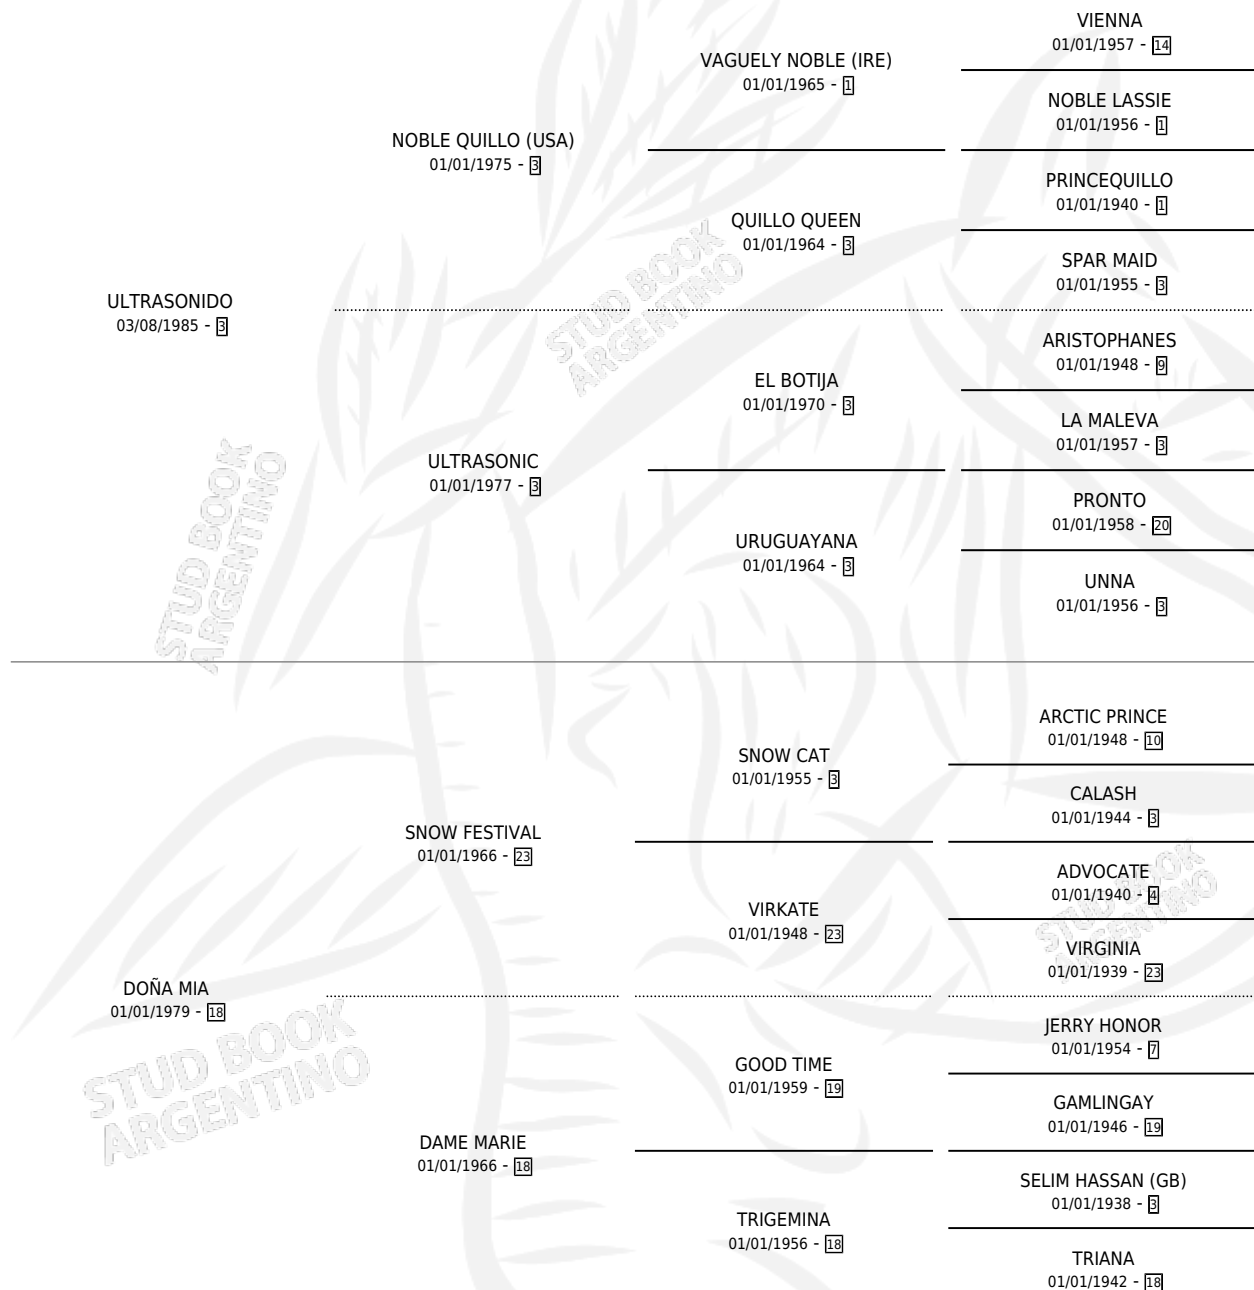 VIENNA
01/01/1957 - 14
VAGUELY NOBLE (IRE)
01/01/1965 - 1
NOBLE LASSIE
01/01/1956 - 1
NOBLE QUILLO (USA)
01/01/1975 - 3
PRINCEQUILLO
01/01/1940 - 1
QUILLO QUEEN
01/01/1964 - 3
SPAR MAID
01/01/1955 - 3
ULTRASONIDO
03/08/1985 - 3
ARISTOPHANES
01/01/1948 - 9
EL BOTIJA
01/01/1970 - 3
LA MALEVA
01/01/1957 - 3
ULTRASONIC
01/01/1977 - 3
PRONTO
01/01/1958 - 20
URUGUAYANA
01/01/1964 - 3
UNNA
01/01/1956 - 3
ARCTIC PRINCE
01/01/1948 - 10
SNOW CAT
01/01/1955 - 3
CALASH
01/01/1944 - 3
SNOW FESTIVAL
01/01/1966 - 23
ADVOCATE
01/01/1940 - 4
VIRKATE
01/01/1948 - 23
VIRGINIA
01/01/1939 - 23
DOÑA MIA
01/01/1979 - 18
JERRY HONOR
01/01/1954 - 7
GOOD TIME
01/01/1959 - 19
GAMLINGAY
01/01/1946 - 19
DAME MARIE
01/01/1966 - 18
SELIM HASSAN (GB)
01/01/1938 - 3
TRIGEMINA
01/01/1956 - 18
TRIANA
01/01/1942 - 18
STUD BOOK
ARGENTINO
STUD BOOK
ARGENTINO
STUD BOOK
ARGENTINO
STUD BOOK
ARGENTINO